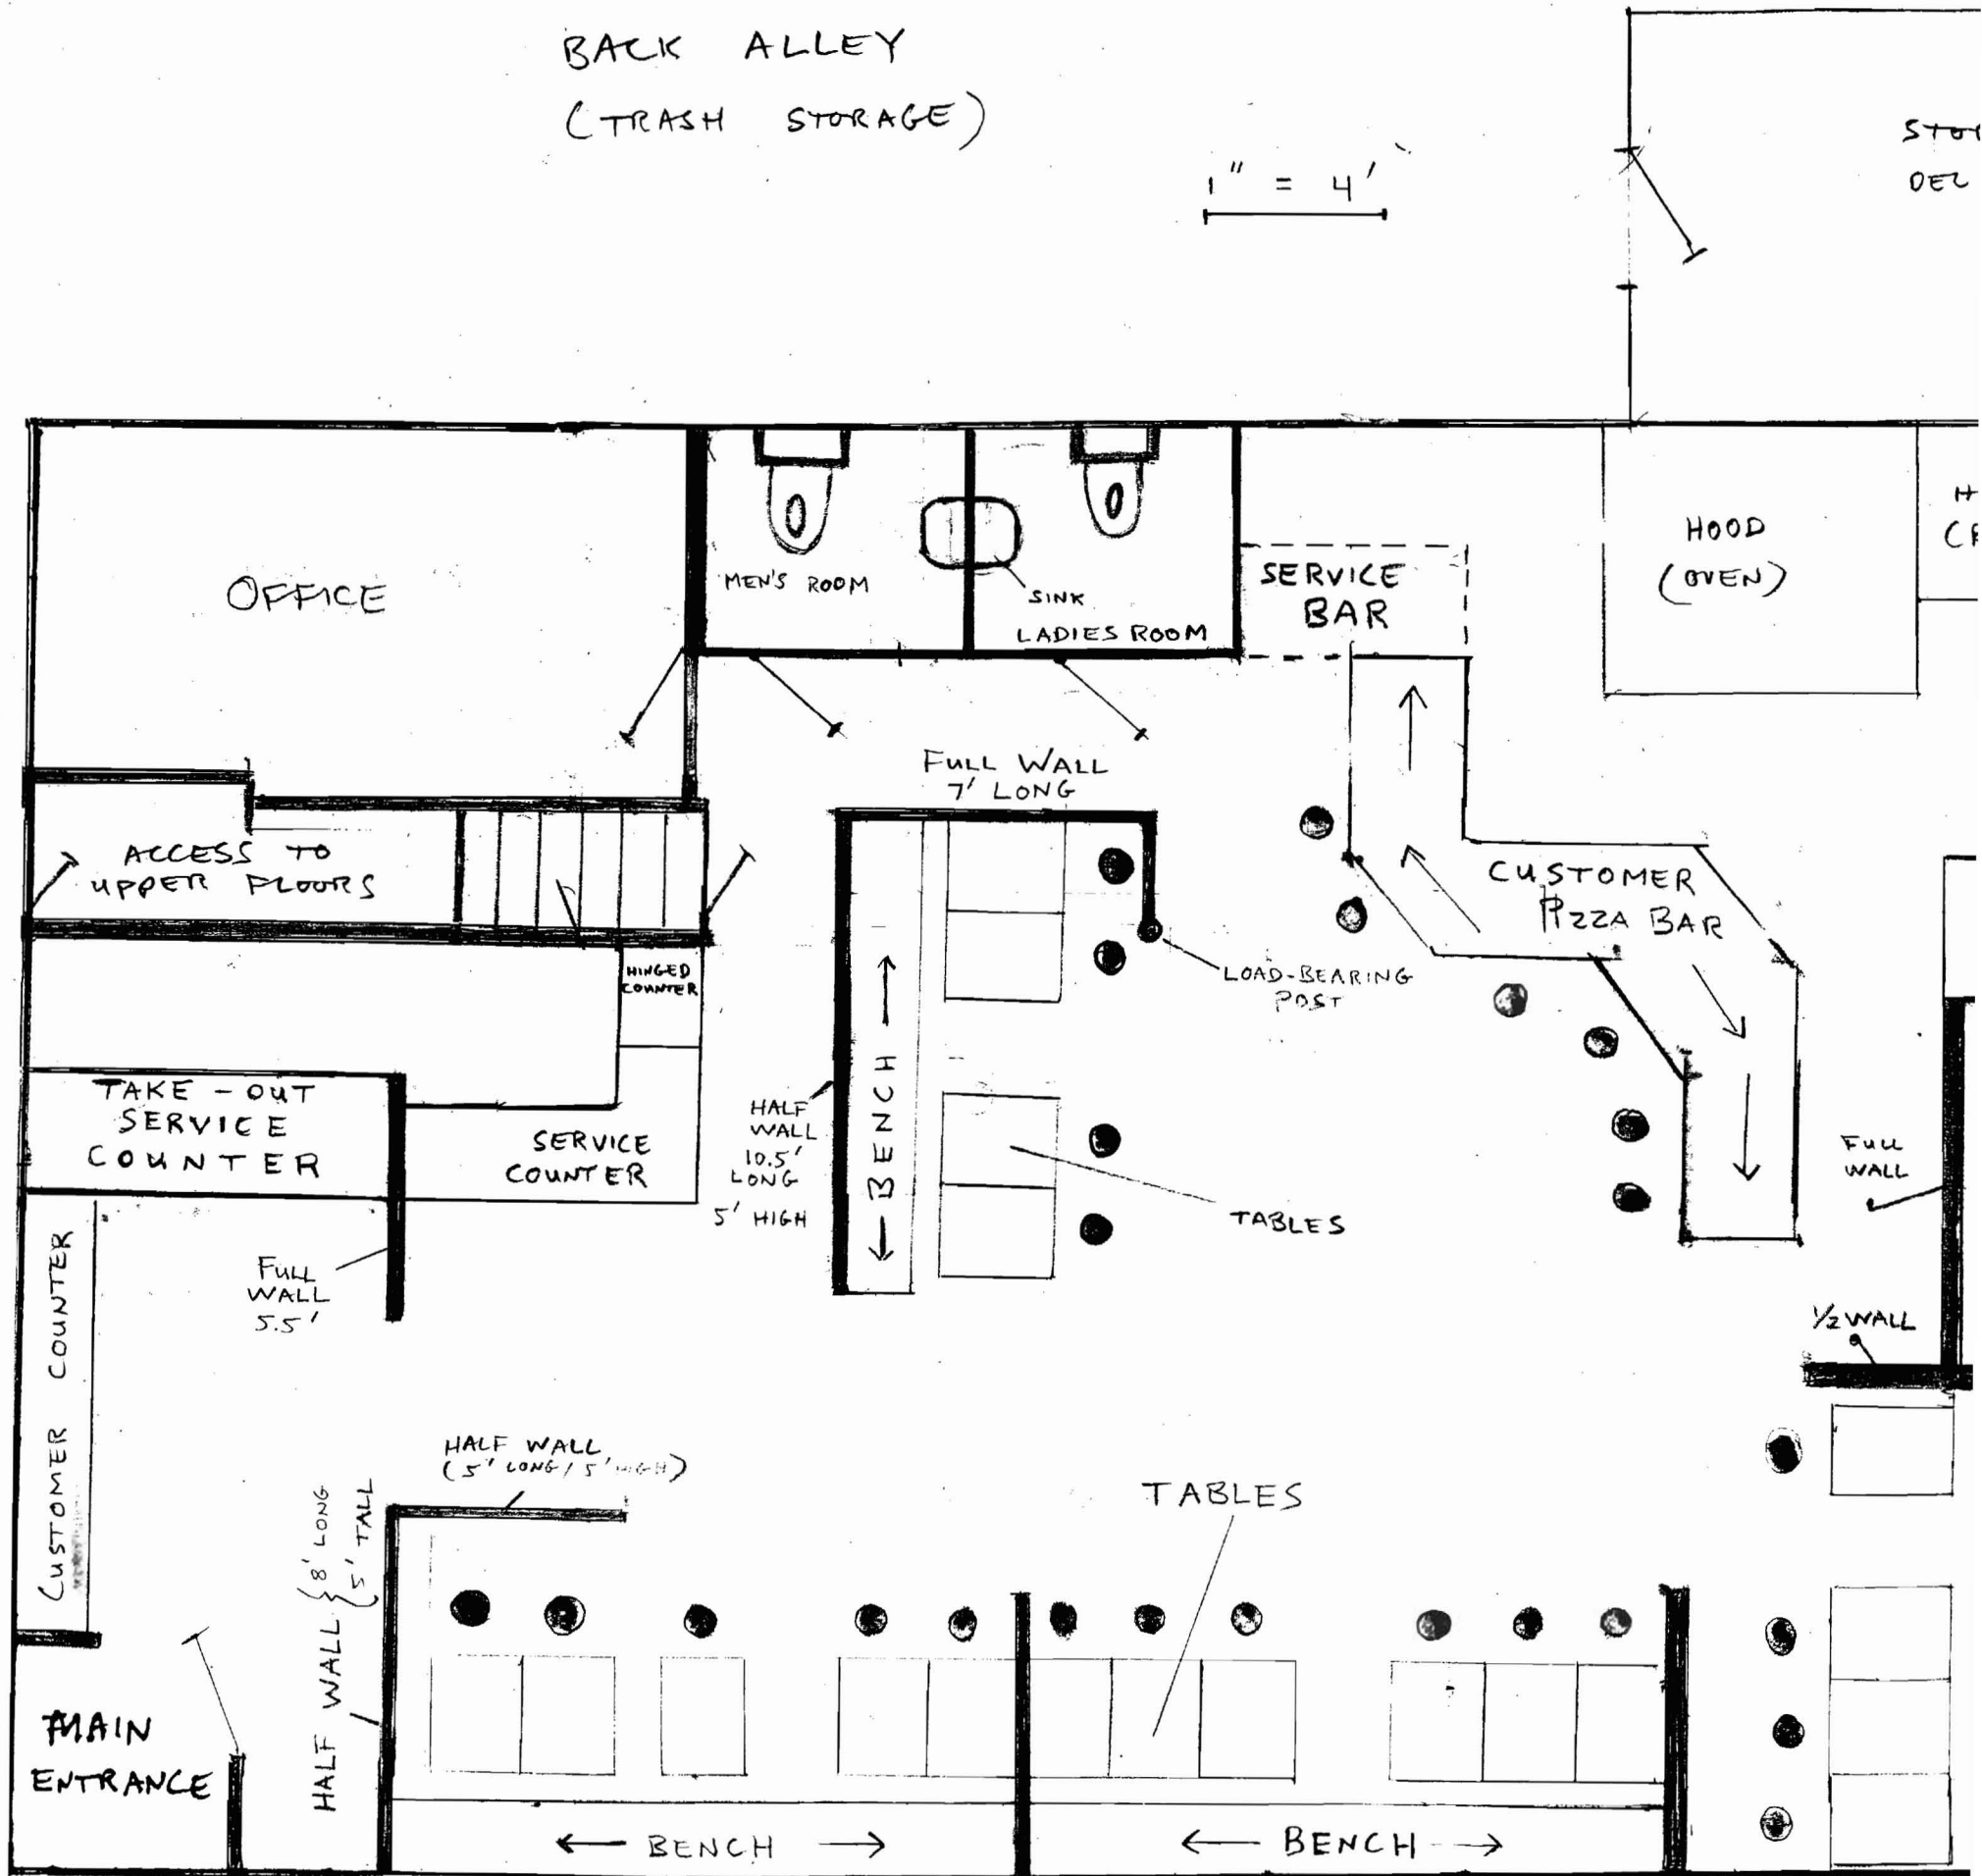 BACK ALLEY
(TRASH STORAGE)
1" = 4'
OFFICE
MEN'S ROOM
SINK
LADIES ROOM
SERVICE
BAR
HOOD
(OVEN)
FULL WALL
7' LONG
ACCESS TO
UPPER FLOORS
CUSTOMER
PIZZA BAR
HINGED
COUNTER
LOAD-BEARING
POST
TAKE-OUT
SERVICE
COUNTER
SERVICE
COUNTER
HALF
WALL
10.5'
LONG
5' HIGH
BENCH
TABLES
FULL
WALL
FULL
WALL
5.5'
CUSTOMER COUNTER
1/2 WALL
HALF WALL
(5' LONG / 5' HIGH)
HALF WALL { 8' LONG
5' TALL
TABLES
MAIN
ENTRANCE
BENCH
BENCH